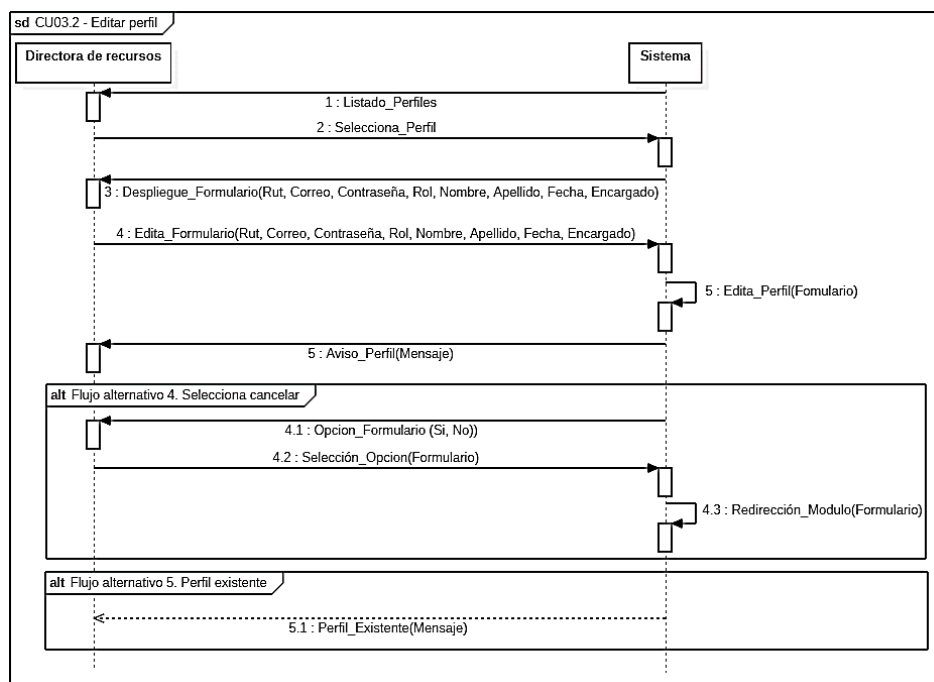 sd CU03.2 - Editar perfil
Directora de recursos
Sistema
1 : Listado_Perfiles
2 : Selecciona_Perfil
3 : Despliegue_Formulario(Rut, Correo, Contraseña, Rol, Nombre, Apellido, Fecha, Encargado)
4 : Edita_Formulario(Rut, Correo, Contraseña, Rol, Nombre, Apellido, Fecha, Encargado)
5 : Edita_Perfil(Fomulario)
5 : Aviso_Perfil(Mensaje)
alt Flujo alternativo 4. Selecciona cancelar
4.1 : Opcion_Formulario (Si, No))
4.2 : Selección_Opcion(Formulario)
4.3 : Redirección_Modulo(Formulario)
alt Flujo alternativo 5. Perfil existente
5.1 : Perfil_Existente(Mensaje)